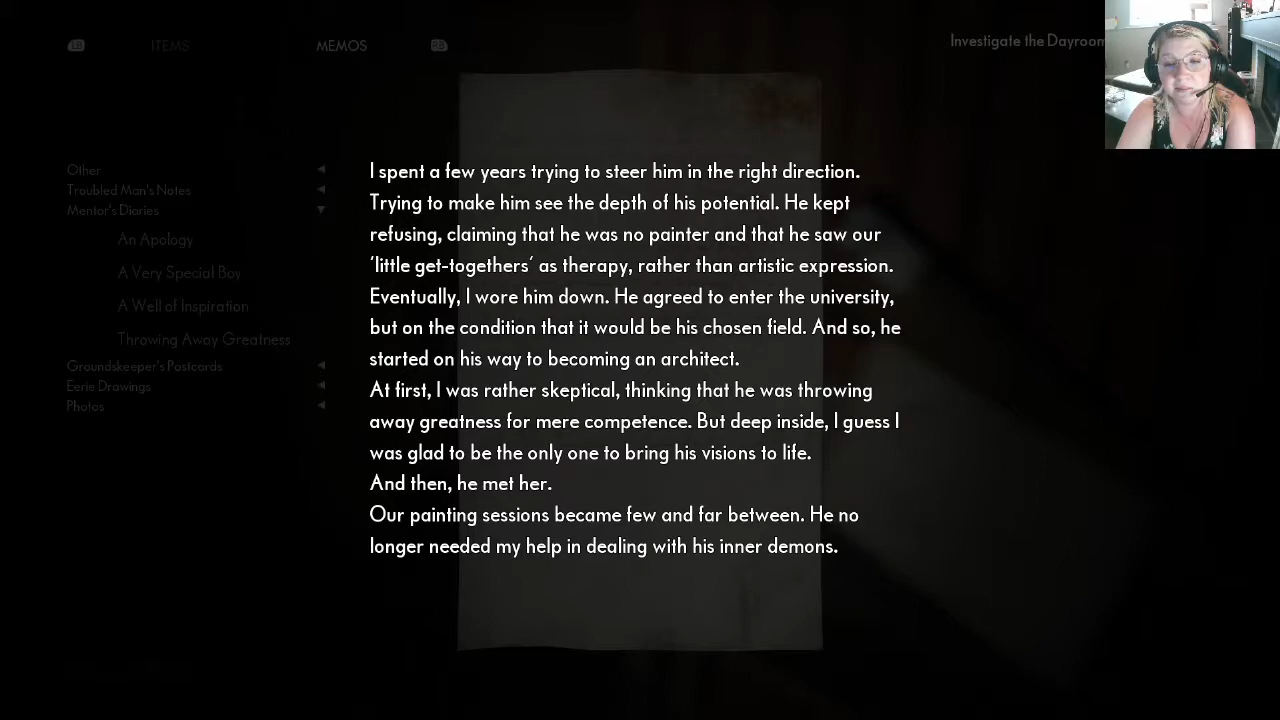 LB
ITEMS
MEMOS
RB
Investigate the Dayroom
Other
Troubled Man's Notes
Mentor's Diaries
An Apology
A Very Special Boy
A Well of Inspiration
Throwing Away Greatness
Groundskeeper's Postcards
Eerie Drawings
Photos
I spent a few years trying to steer him in the right direction.
Trying to make him see the depth of his potential. He kept
refusing, claiming that he was no painter and that he saw our
'little get-togethers' as therapy, rather than artistic expression.
Eventually, I wore him down. He agreed to enter the university,
but on the condition that it would be his chosen field. And so, he
started on his way to becoming an architect.
At first, I was rather skeptical, thinking that he was throwing
away greatness for mere competence. But deep inside, I guess I
was glad to be the only one to bring his visions to life.
And then, he met her.
Our painting sessions became few and far between. He no
longer needed my help in dealing with his inner demons.